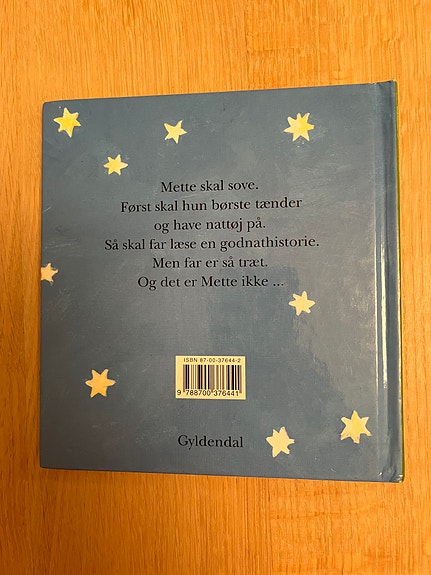 Mette skal sove.
Først skal hun børste tænder
og have nattøj på.
Så skal far læse en godnathistorie.
Men far er så træt.
Og det er Mette ikke ...
ISBN 87-00-37644-2
9 788700 376441
Gyldendal